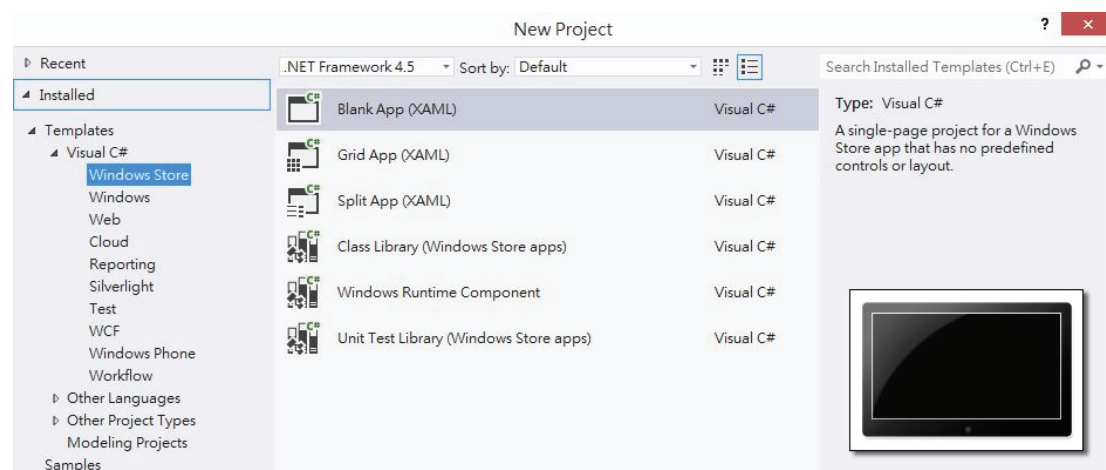 New Project
? ×
Recent
Installed
Templates
Visual C#
Windows Store
Windows
Web
Cloud
Reporting
Silverlight
Test
WCF
Windows Phone
Workflow
Other Languages
Other Project Types
Modeling Projects
Samples
.NET Framework 4.5 Sort by: Default
C# Blank App (XAML) Visual C#
C# Grid App (XAML) Visual C#
C# Split App (XAML) Visual C#
C# Class Library (Windows Store apps) Visual C#
C# Windows Runtime Component Visual C#
C# Unit Test Library (Windows Store apps) Visual C#
Search Installed Templates (Ctrl+E)
Type: Visual C#
A single-page project for a Windows
Store app that has no predefined
controls or layout.